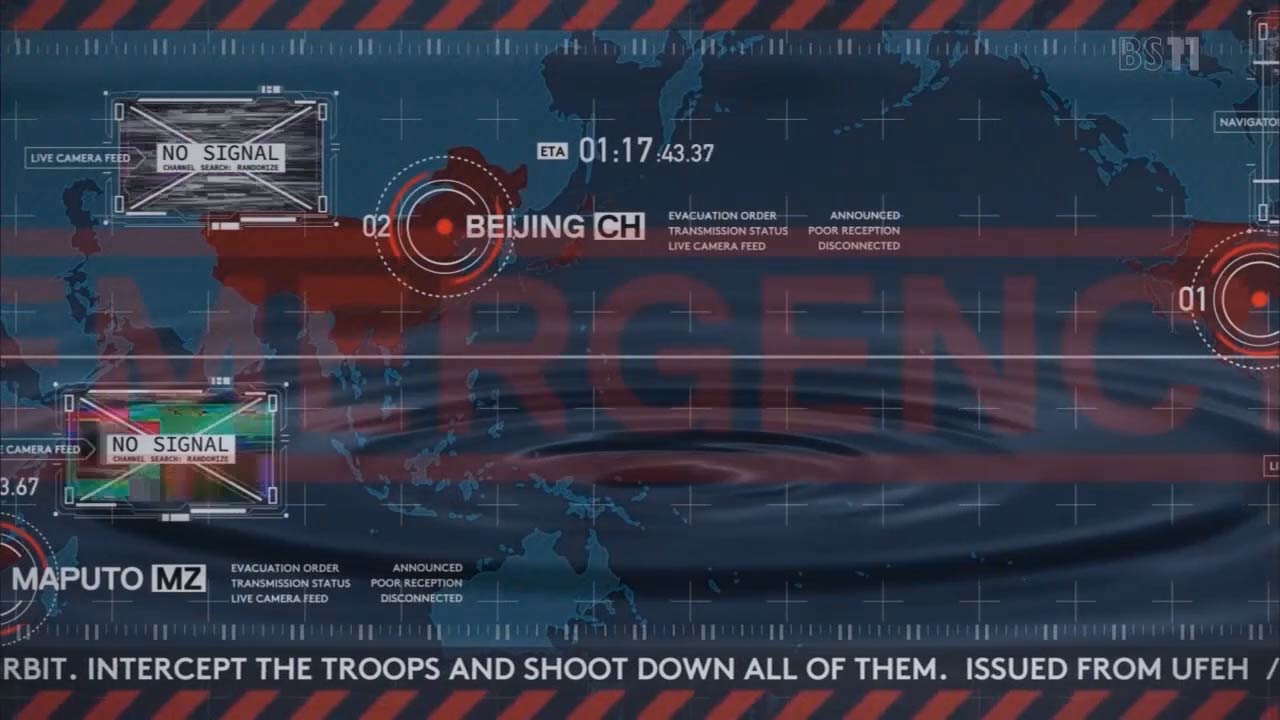 BS11
NAVIGATO
LIVE CAMERA FEED
NO SIGNAL
CHANNEL SEARCH: RANDOMIZE
ETA 01:17:43.37
02
BEIJING CH
EVACUATION ORDER ANNOUNCED
TRANSMISSION STATUS POOR RECEPTION
LIVE CAMERA FEED DISCONNECTED
01
EMERGENC
E CAMERA FEED
NO SIGNAL
CHANNEL SEARCH: RANDOMIZE
LI
3.67
MAPUTO MZ
EVACUATION ORDER ANNOUNCED
TRANSMISSION STATUS POOR RECEPTION
LIVE CAMERA FEED DISCONNECTED
RBIT. INTERCEPT THE TROOPS AND SHOOT DOWN ALL OF THEM. ISSUED FROM UFEH /